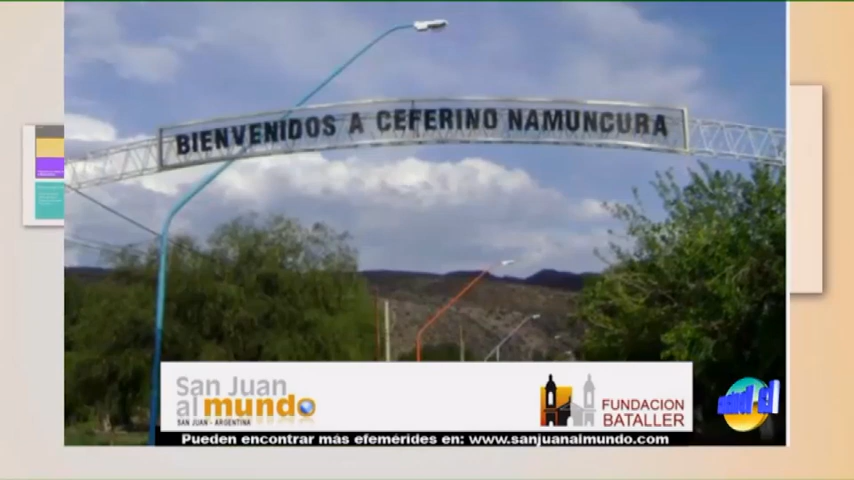 BIENVENIDOS A CEFERINO NAMUNCURA
San Juan
al mundo
SAN JUAN - ARGENTINA
FUNDACION
BATALLER
Pueden encontrar más efemérides en: www.sanjuanalmundo.com